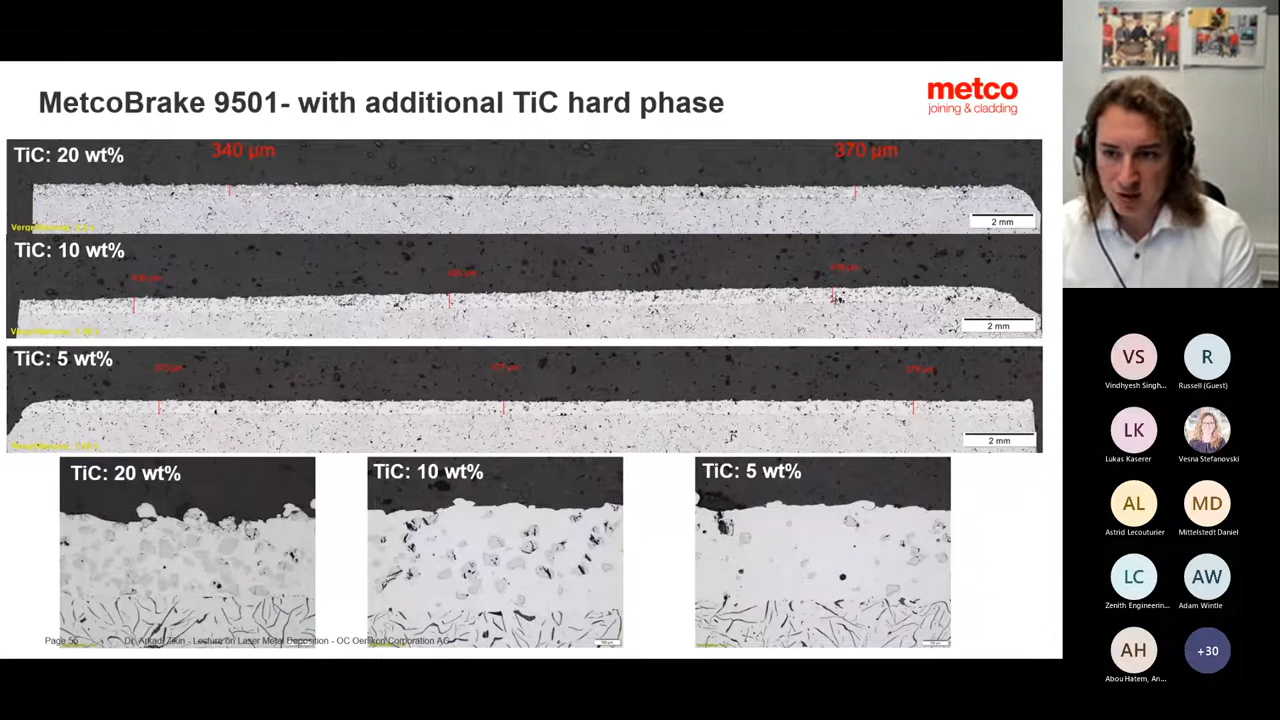 MetcoBrake 9501- with additional TiC hard phase
metco
joining & cladding
TiC: 20 wt%
340 µm
370 µm
2 mm
TiC: 10 wt%
2 mm
TiC: 5 wt%
2 mm
TiC: 20 wt%
TiC: 10 wt%
TiC: 5 wt%
Page 56
Dr. Arkadi Zikin - Lecture on Laser Metal Deposition - OC Oerlikon Corporation AG
VS
R
Vindhyesh Singh...
Russell (Guest)
LK
Lukas Kaserer
Vesna Stefanovski
AL
MD
Astrid Lecouturier
Mittelstedt Daniel
LC
AW
Zenith Engineerin...
Adam Wintle
AH
+30
Abou Hatem, An...